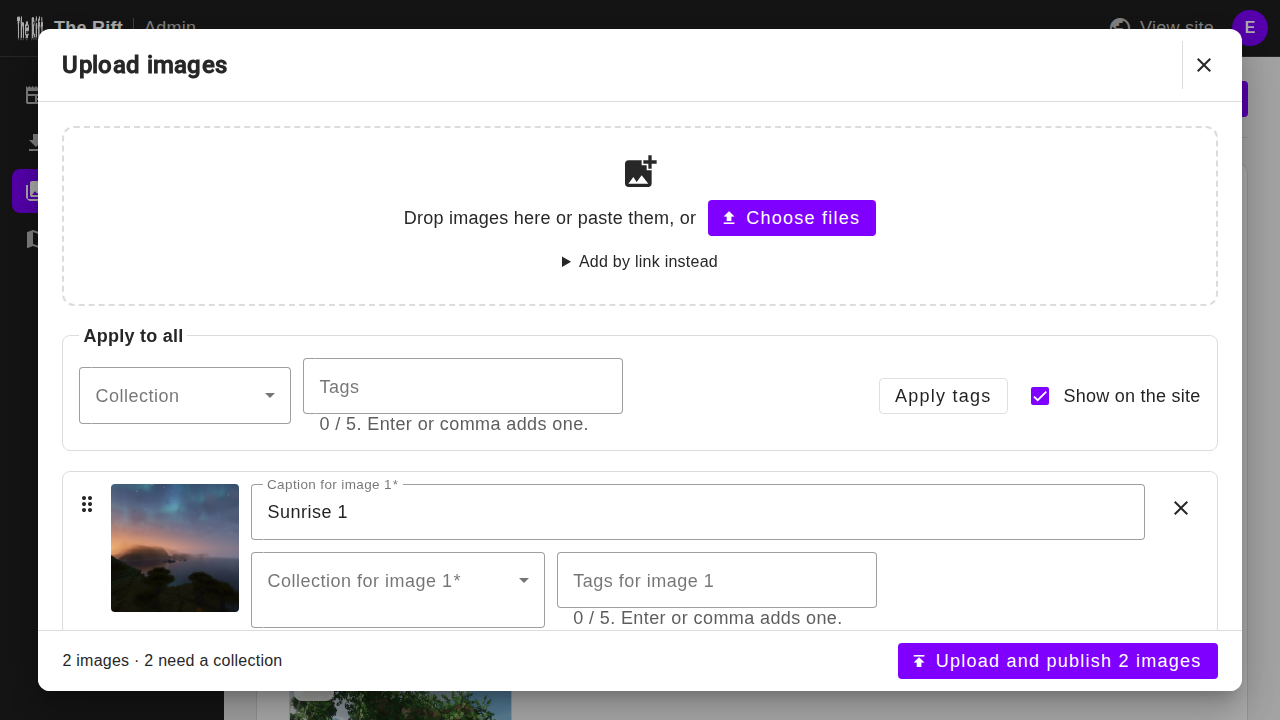 The Rift
The Rift
Admin
View site
E
Upload images
Drop images here or paste them, or
Choose files
Add by link instead
Apply to all
Collection
Tags
0 / 5. Enter or comma adds one.
Apply tags
Show on the site
Caption for image 1*
Sunrise 1
Collection for image 1*
Tags for image 1
0 / 5. Enter or comma adds one.
2 images · 2 need a collection
Upload and publish 2 images